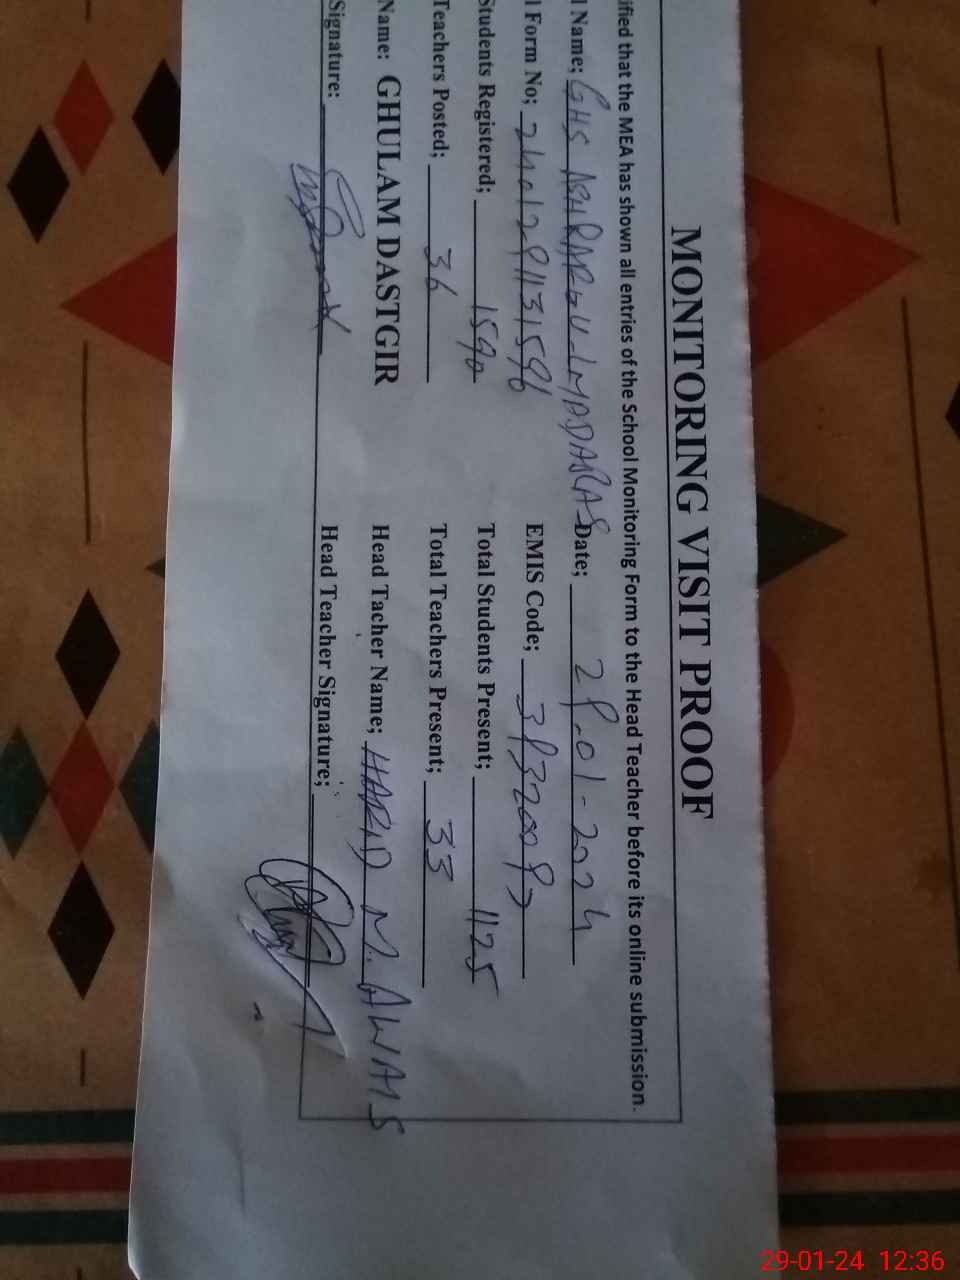 MONITORING VISIT PROOF
ified that the MEA has shown all entries of the School Monitoring Form to the Head Teacher before its online submission.
l Name; GHS Date; 29-01-2024
l Form No; EMIS Code;
Students Registered; 1590 Total Students Present; 1125
Teachers Posted; 36 Total Teachers Present; 33
Name: GHULAM DASTGIR Head Tacher Name; M. AWAIS
Signature: Head Teacher Signature;
29-01-24 12:36